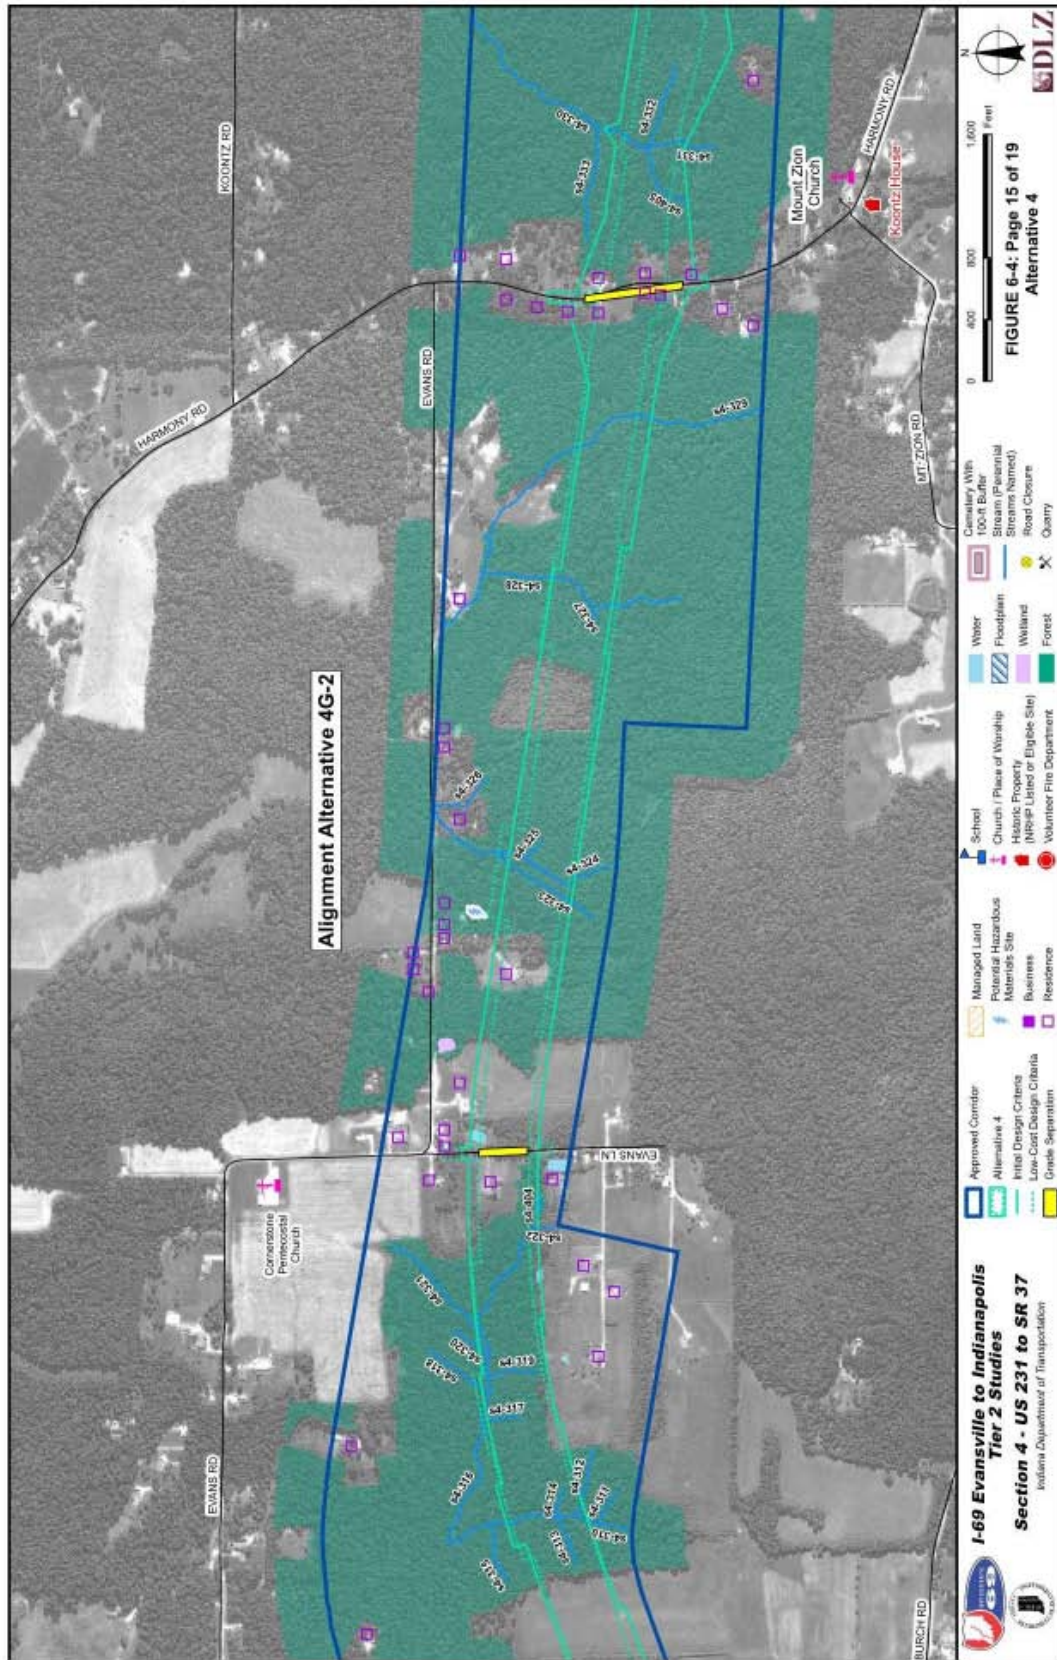 KOONTZ RD
HARMONY RD
EVANS RD
Alignment Alternative 4G-2
Mount Zion
Church
HARMONY RD
Koontz House
MT ZION RD
EVANS LN
Cornerstone
Pentecostal
Church
EVANS RD
BURCH RD
s4-330
s4-332
s4-333
s4-331
s4-403
s4-329
s4-328
s4-327
s4-326
s4-325
s4-324
s4-323
s4-404
s4-322
s4-321
s4-320
s4-319
s4-318
s4-317
s4-316
s4-315
s4-314
s4-313
s4-312
s4-311
s4-310
I-69 Evansville to Indianapolis
Tier 2 Studies
Section 4 - US 231 to SR 37
Indiana Department of Transportation
Approved Corridor
Alternative 4
Initial Design Criteria
Low-Cost Design Criteria
Grade Separation
Managed Land
Potential Hazardous
Materials Site
Business
Residence
School
Church / Place of Worship
Historic Property
(NRHP Listed or Eligible Site)
Volunteer Fire Department
Water
Floodplain
Wetland
Forest
Cemetery With
100-ft Buffer
Stream (Perennial
Streams Named)
Road Closure
Quarry
0 400 800 1,600
Feet
FIGURE 6-4: Page 15 of 19
Alternative 4
N
DLZ